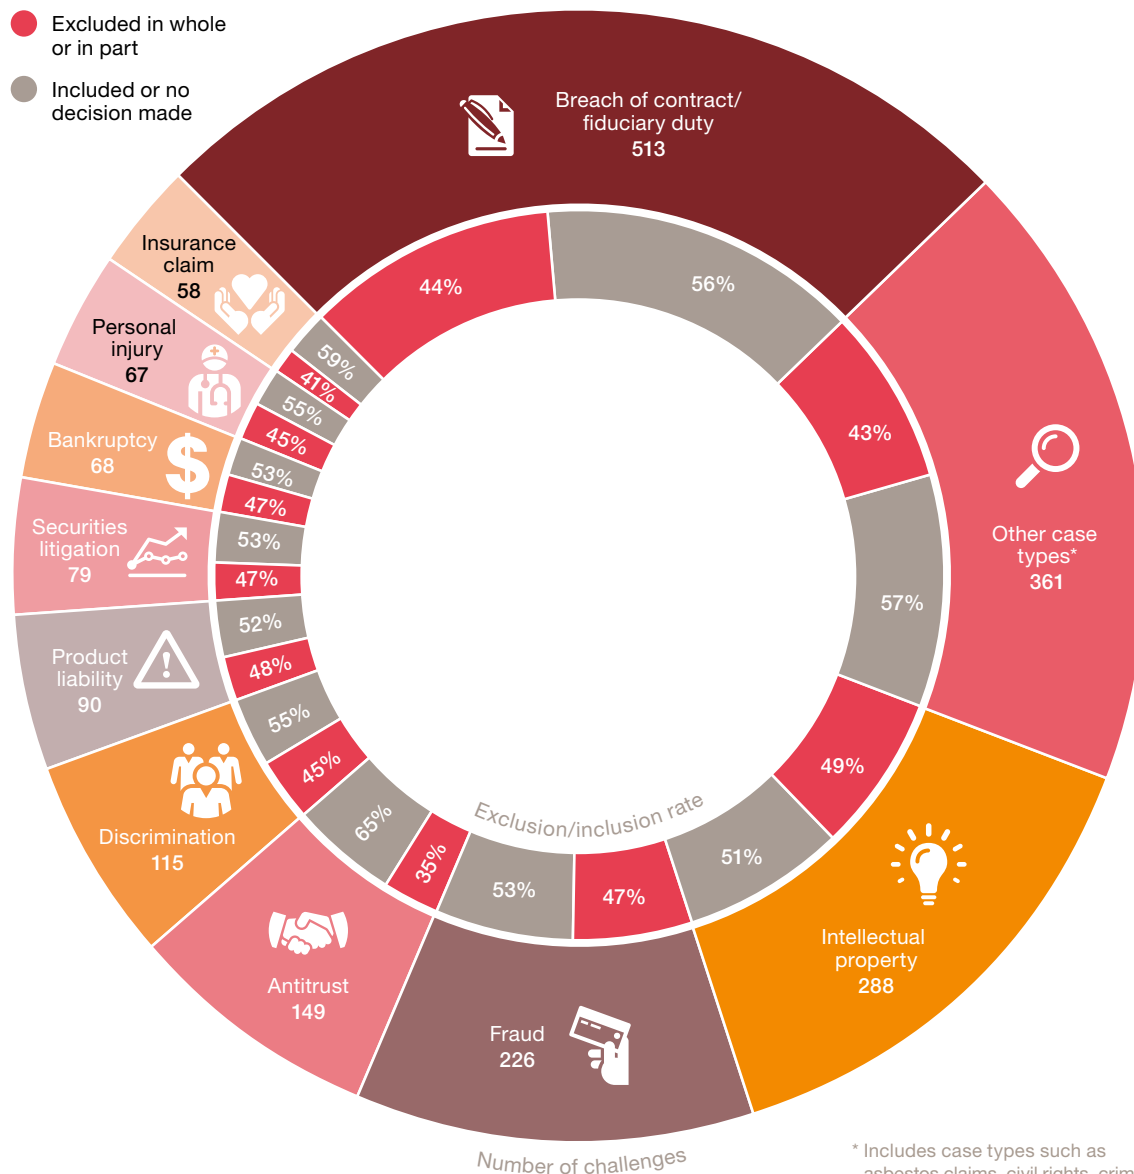 Excluded in whole
or in part
Included or no
decision made
Breach of contract/
fiduciary duty
513
44%
56%
Other case
types*
361
43%
57%
Intellectual
property
288
49%
51%
Fraud
226
47%
53%
Antitrust
149
35%
65%
Discrimination
115
45%
55%
Product
liability
90
48%
52%
Securities
litigation
79
47%
53%
Bankruptcy
68
$
47%
53%
Personal
injury
67
45%
55%
Insurance
claim
58
41%
59%
Exclusion/inclusion rate
Number of challenges
* Includes case types such as
asbestos claims, civil rights,